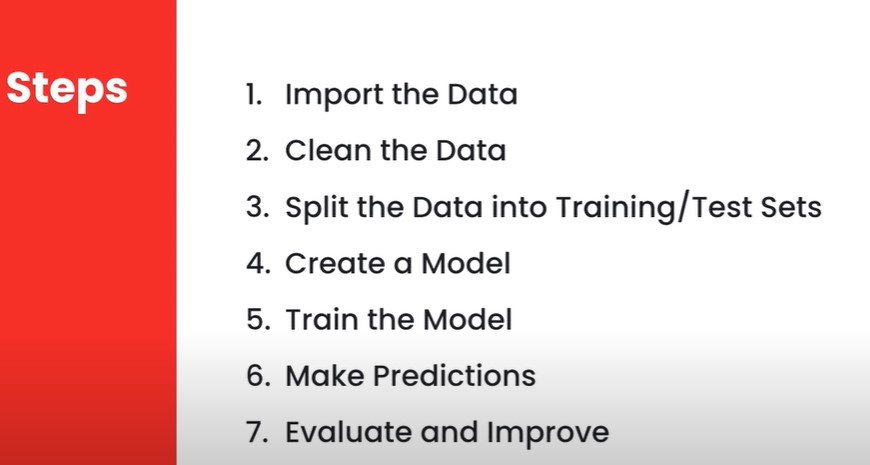 Steps
1. Import the Data
2. Clean the Data
3. Split the Data into Training/Test Sets
4. Create a Model
5. Train the Model
6. Make Predictions
7. Evaluate and Improve